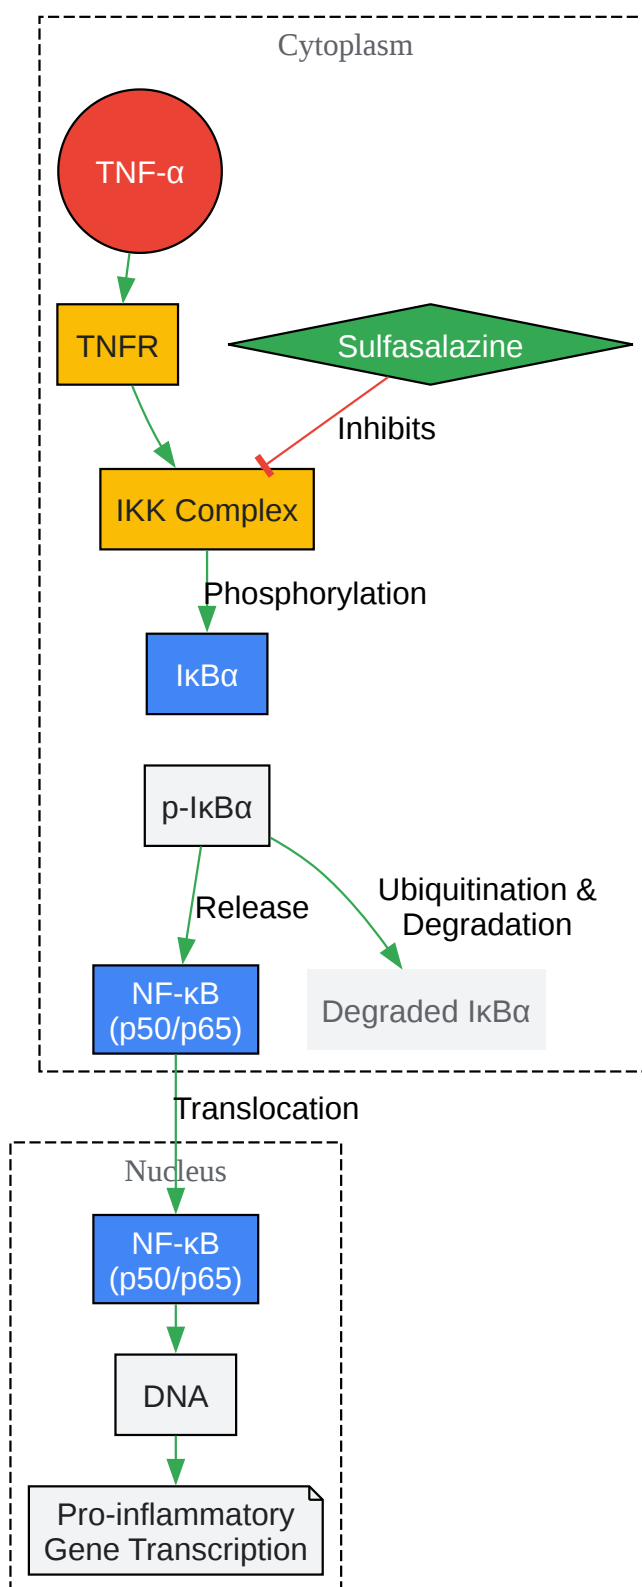 Cytoplasm
TNF-α
TNFR
Sulfasalazine
Inhibits
IKK Complex
Phosphorylation
IκBα
p-IκBα
Release
Ubiquitination &
Degradation
NF-κB
(p50/p65)
Degraded IκBα
Translocation
Nucleus
NF-κB
(p50/p65)
DNA
Pro-inflammatory
Gene Transcription